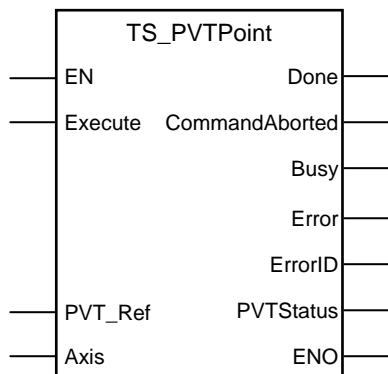 TS_PVTPoint
EN Done
Execute CommandAborted
Busy
Error
ErrorID
PVT_Ref PVTStatus
Axis ENO